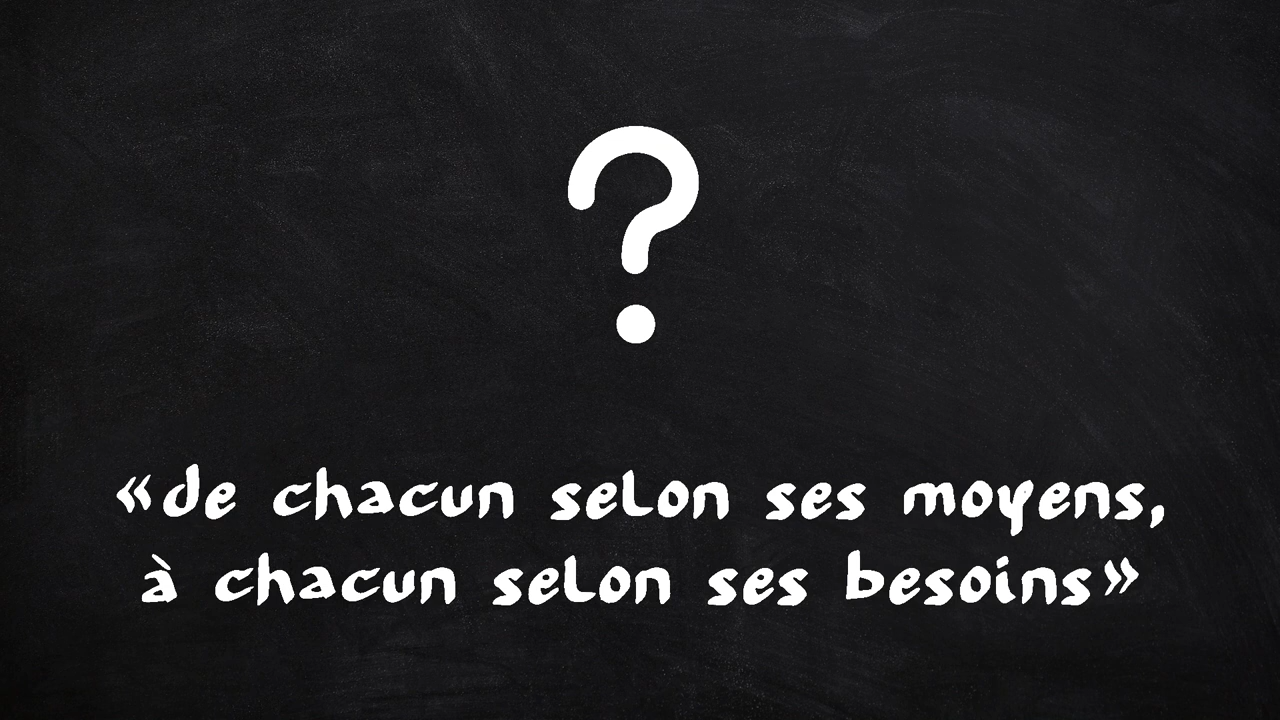 ?
«de chacun selon ses moyens,
à chacun selon ses besoins»